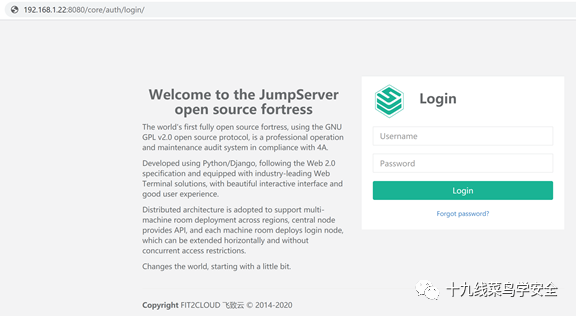 192.168.1.22:8080/core/auth/login/
Welcome to the JumpServer
open source fortress
The world's first fully open source fortress, using the GNU
GPL v2.0 open source protocol, is a professional operation
and maintenance audit system in compliance with 4A.
Developed using Python/Django, following the Web 2.0
specification and equipped with industry-leading Web
Terminal solutions, with beautiful interactive interface and
good user experience.
Distributed architecture is adopted to support multi-
machine room deployment across regions, central node
provides API, and each machine room deploys login node,
which can be extended horizontally and without
concurrent access restrictions.
Changes the world, starting with a little bit.
Copyright FIT2CLOUD 飞致云 © 2014-2020
Login
Username
Password
Login
Forgot password?
十九线菜鸟学安全